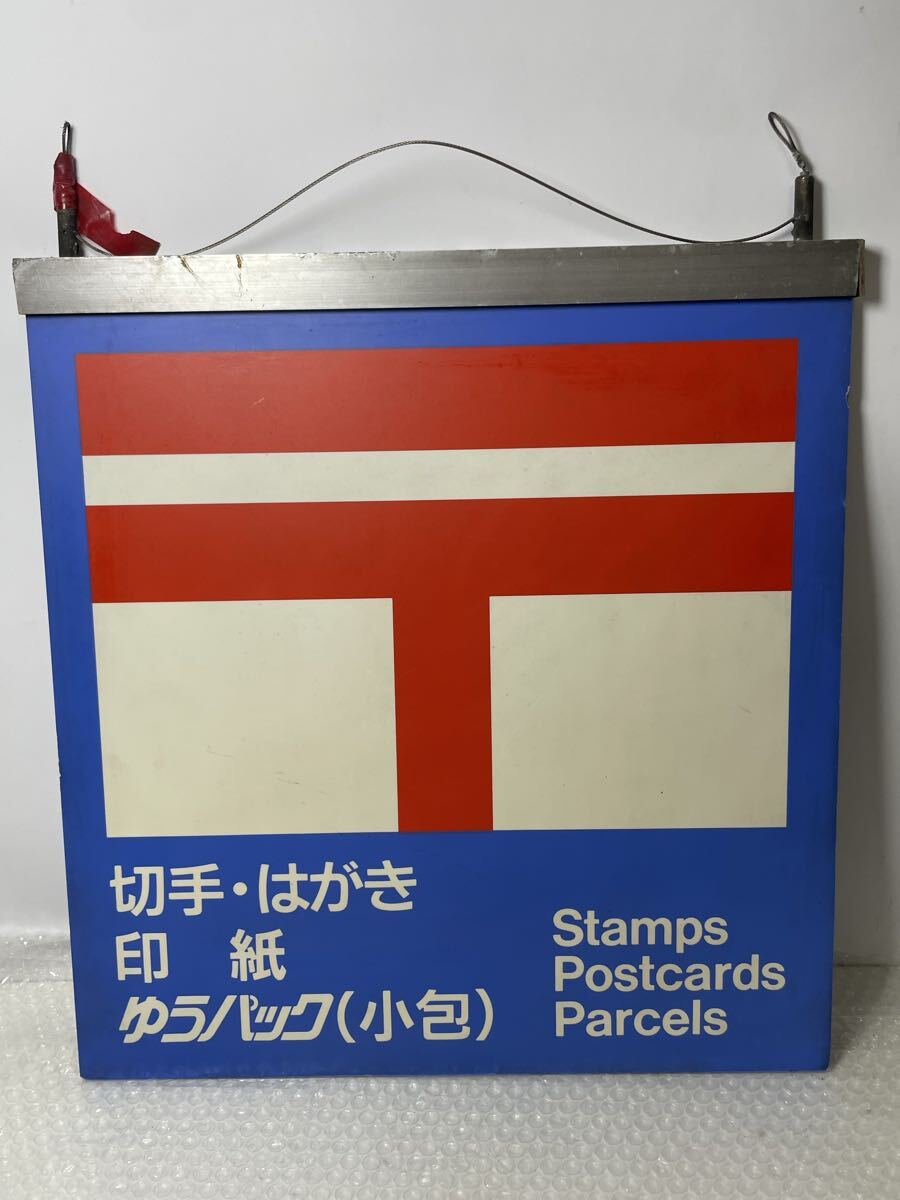 切手・はがき
印 紙
ゆうパック(小包)
Stamps
Postcards
Parcels